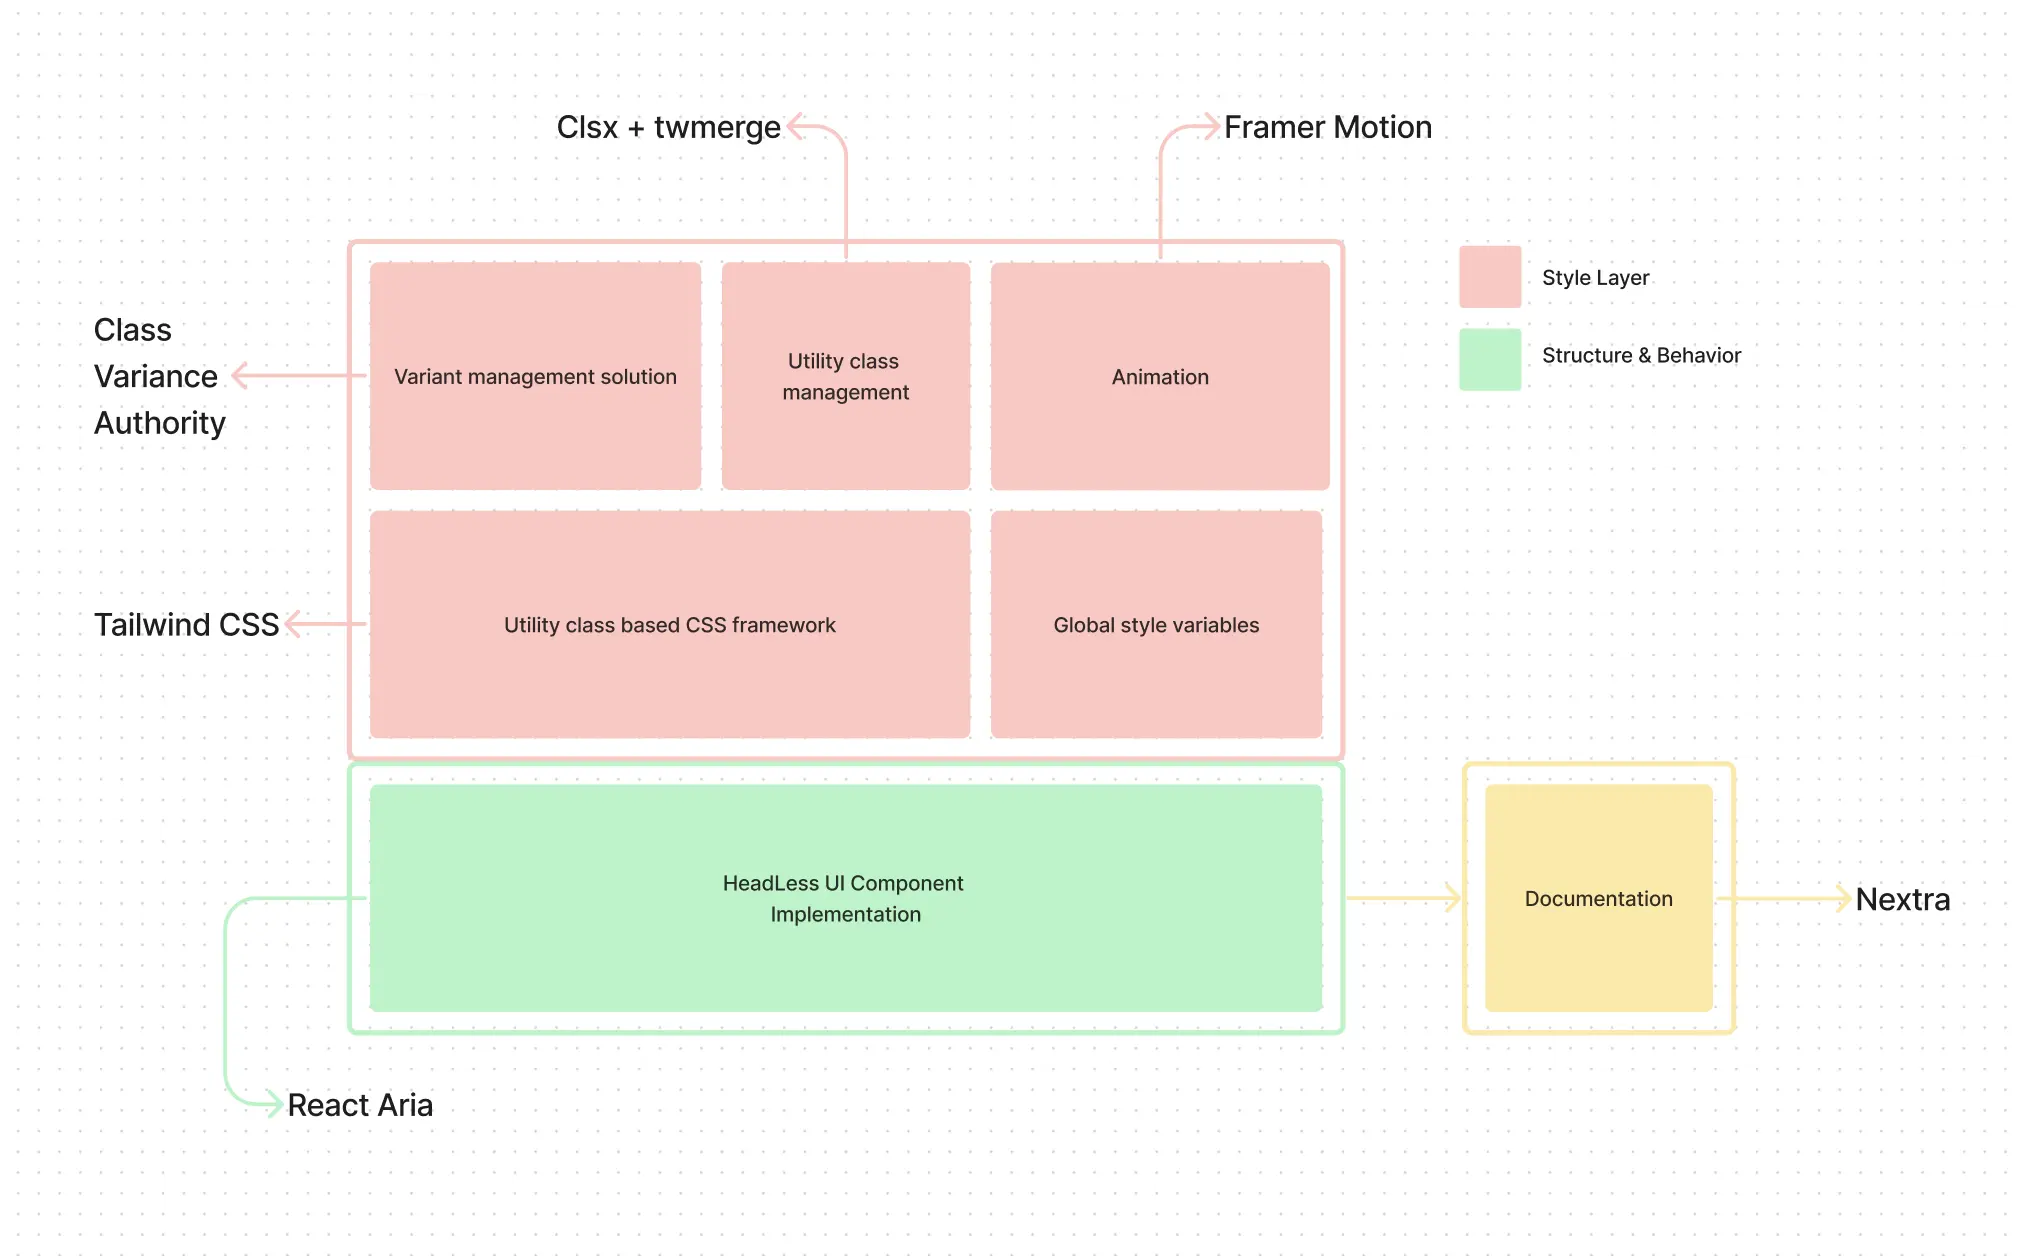 Clsx + twmerge
Framer Motion
Style Layer
Structure & Behavior
Class
Variance
Authority
Variant management solution
Utility class
management
Animation
Tailwind CSS
Utility class based CSS framework
Global style variables
HeadLess UI Component
Implementation
Documentation
Nextra
React Aria